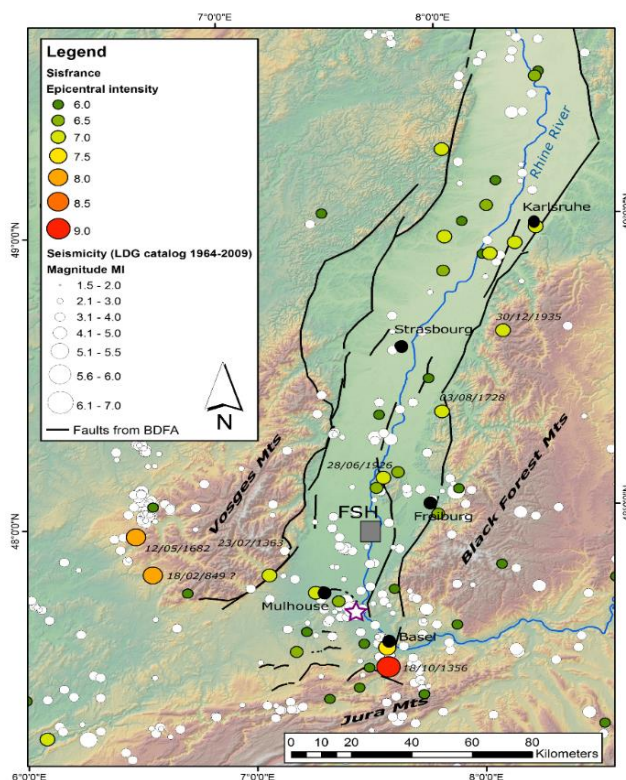 7°0'0"E
8°0'0"E
Legend
Sisfrance
Epicentral intensity
6.0
6.5
7.0
7.5
8.0
8.5
9.0
Seismicity (LDG catalog 1964-2009)
Magnitude Ml
1.5 - 2.0
2.1 - 3.0
3.1 - 4.0
4.1 - 5.0
5.1 - 5.5
5.6 - 6.0
6.1 - 7.0
Faults from BDFA
N
Rhine River
Karlsruhe
49°0'0"N
49°0'0"N
30/12/1935
Strasbourg
03/08/1728
Vosges Mts
28/06/1926
Black Forest Mts
FSH
Freiburg
48°0'0"N
48°0'0"N
12/05/1682
23/07/1363
18/02/849 ?
Mulhouse
Basel
18/10/1356
Jura Mts
0 20 40 60 80
Kilometers
6°0'0"E
7°0'0"E
8°0'0"E